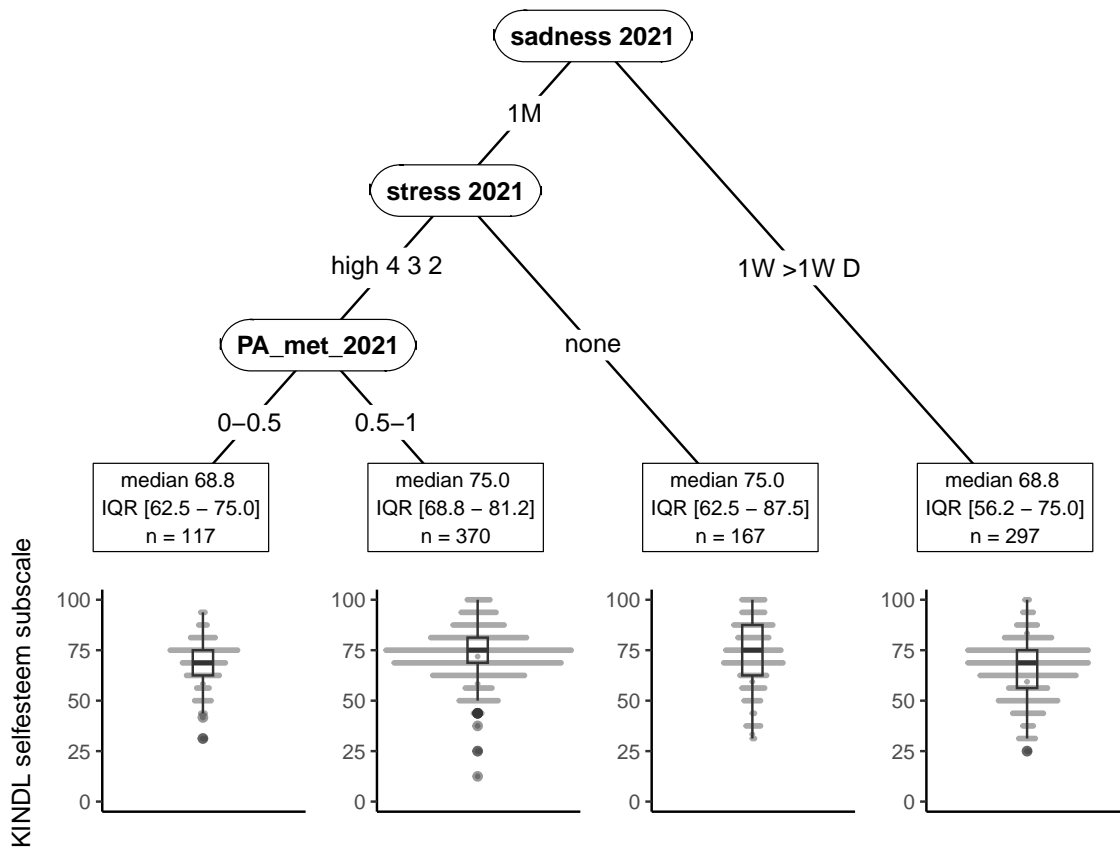 sadness 2021
1M
stress 2021
high 4 3 2
1W >1W D
PA_met_2021
none
0−0.5
0.5−1
median 68.8
IQR [62.5 − 75.0]
n = 117
median 75.0
IQR [68.8 − 81.2]
n = 370
median 75.0
IQR [62.5 − 87.5]
n = 167
median 68.8
IQR [56.2 − 75.0]
n = 297
KINDL selfesteem subscale
100
75
50
25
0
100
75
50
25
0
100
75
50
25
0
100
75
50
25
0